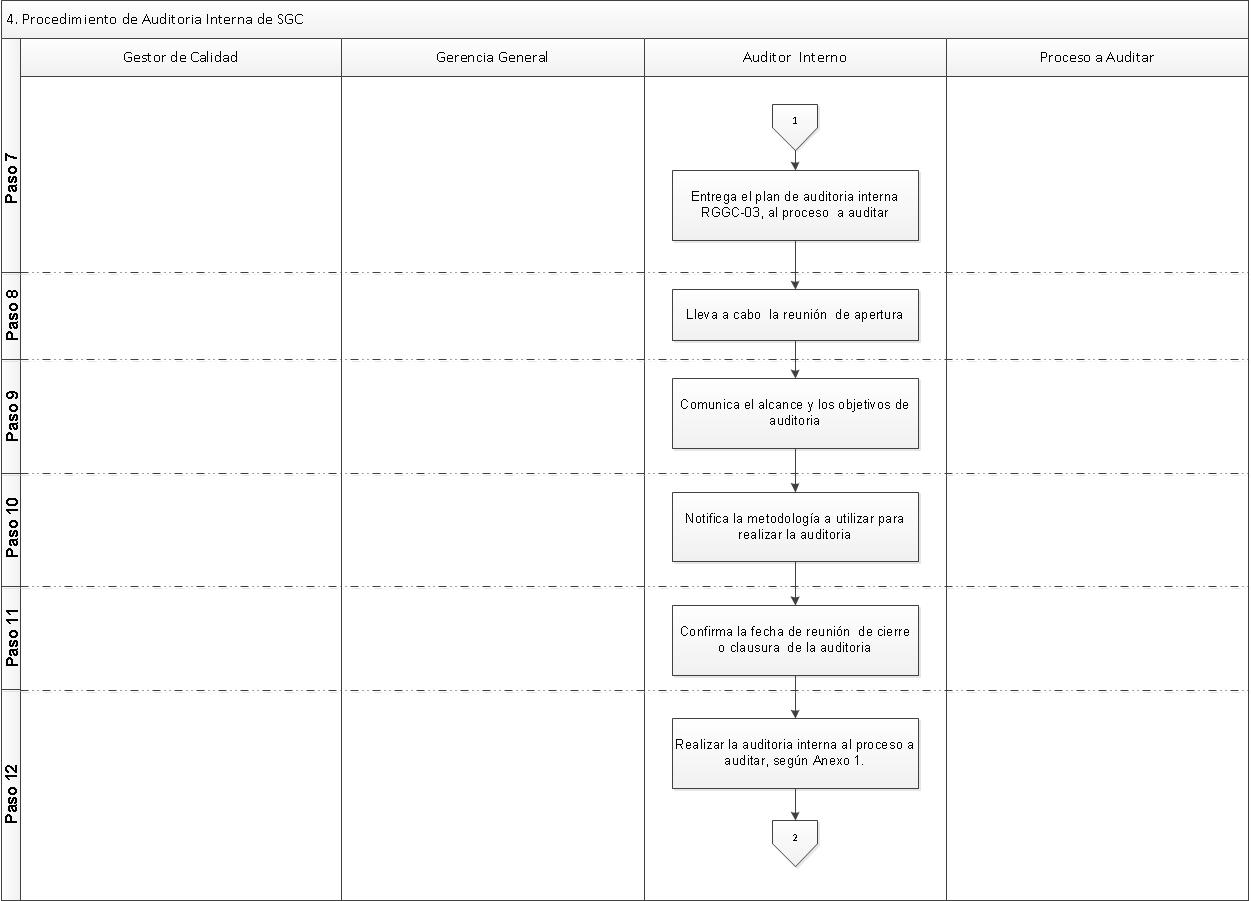 4. Procedimiento de Auditoria Interna de SGC
Gestor de Calidad
Gerencia General
Auditor Interno
Proceso a Auditar
Paso 7
1
Entrega el plan de auditoria interna
RGGC-03, al proceso a auditar
Paso 8
Lleva a cabo la reunión de apertura
Paso 9
Comunica el alcance y los objetivos de
auditoria
Paso 10
Notifica la metodología a utilizar para
realizar la auditoria
Paso 11
Confirma la fecha de reunión de cierre
o clausura de la auditoria
Paso 12
Realizar la auditoria interna al proceso a
auditar, según Anexo 1.
2